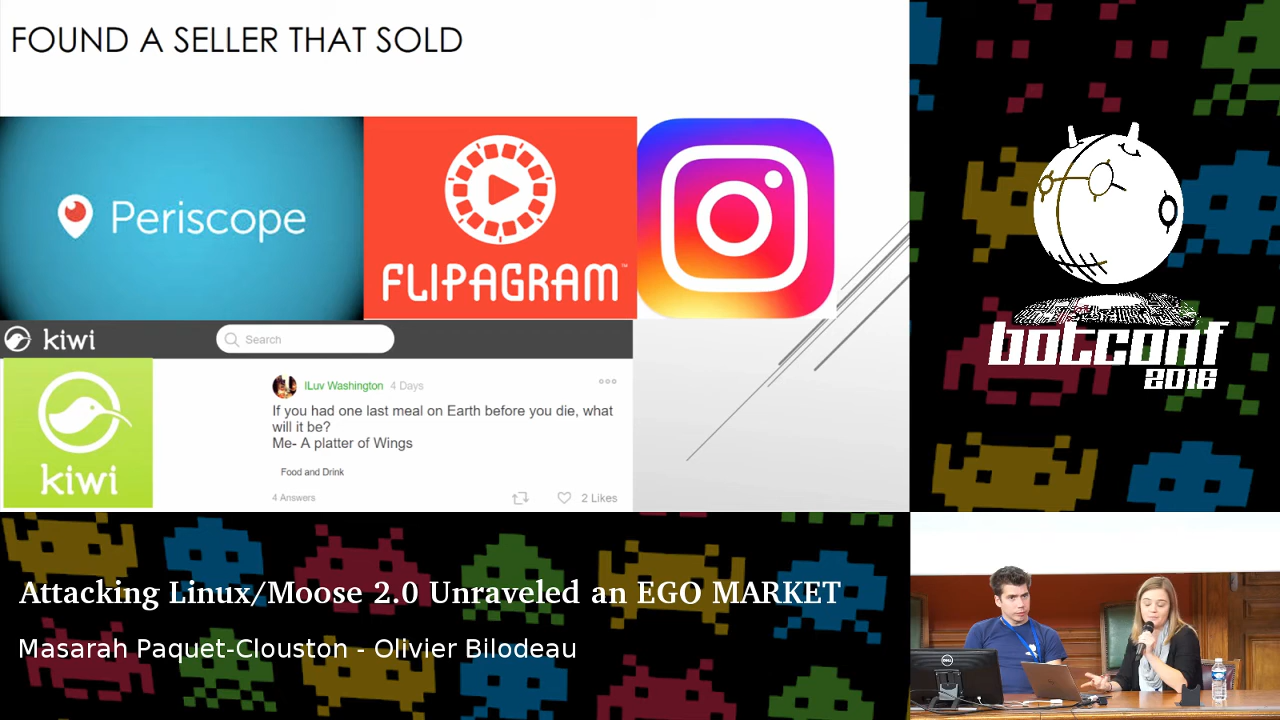 FOUND A SELLER THAT SOLD
Periscope
FLIPAGRAM™
kiwi
Search
kiwi
ILuv Washington 4 Days
If you had one last meal on Earth before you die, what
will it be?
Me- A platter of Wings
Food and Drink
4 Answers
2 Likes
botconf
2016
Attacking Linux/Moose 2.0 Unraveled an EGO MARKET
Masarah Paquet-Clouston - Olivier Bilodeau
DELL